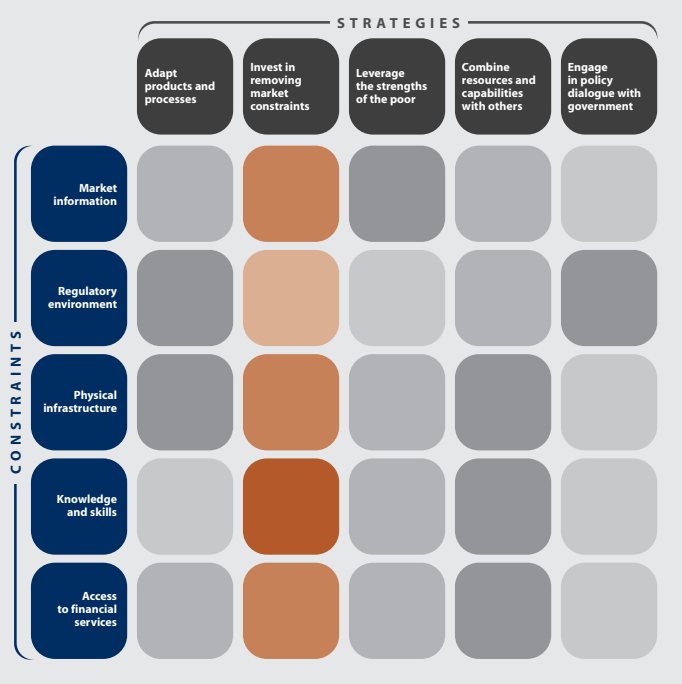 STRATEGIES
Adapt
products and
processes
Invest in
removing
market
constraints
Leverage
the strengths
of the poor
Combine
resources and
capabilities
with others
Engage
in policy
dialogue with
government
CONSTRAINTS
Market
information
Regulatory
environment
Physical
infrastructure
Knowledge
and skills
Access
to financial
services